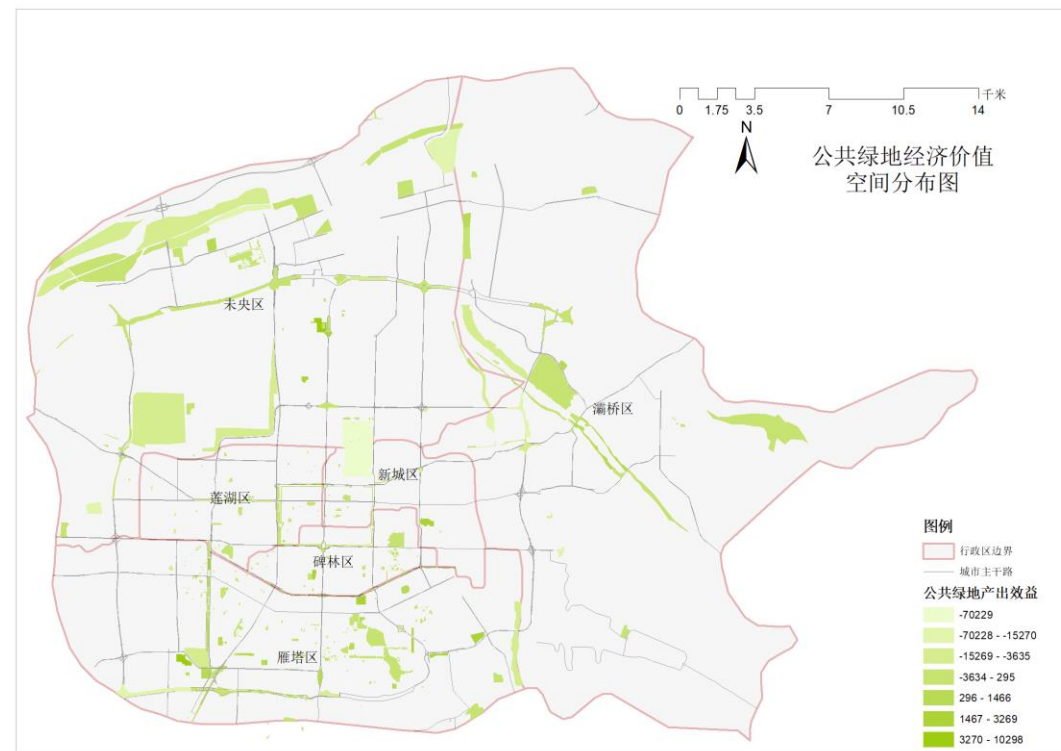 千米
0 1.75 3.5 7 10.5 14
N
公共绿地经济价值
空间分布图
未央区
灞桥区
新城区
莲湖区
碑林区
雁塔区
图例
行政区边界
城市主干路
公共绿地产出效益
-70229
-70228 - -15270
-15269 - -3635
-3634 - 295
296 - 1466
1467 - 3269
3270 - 10298